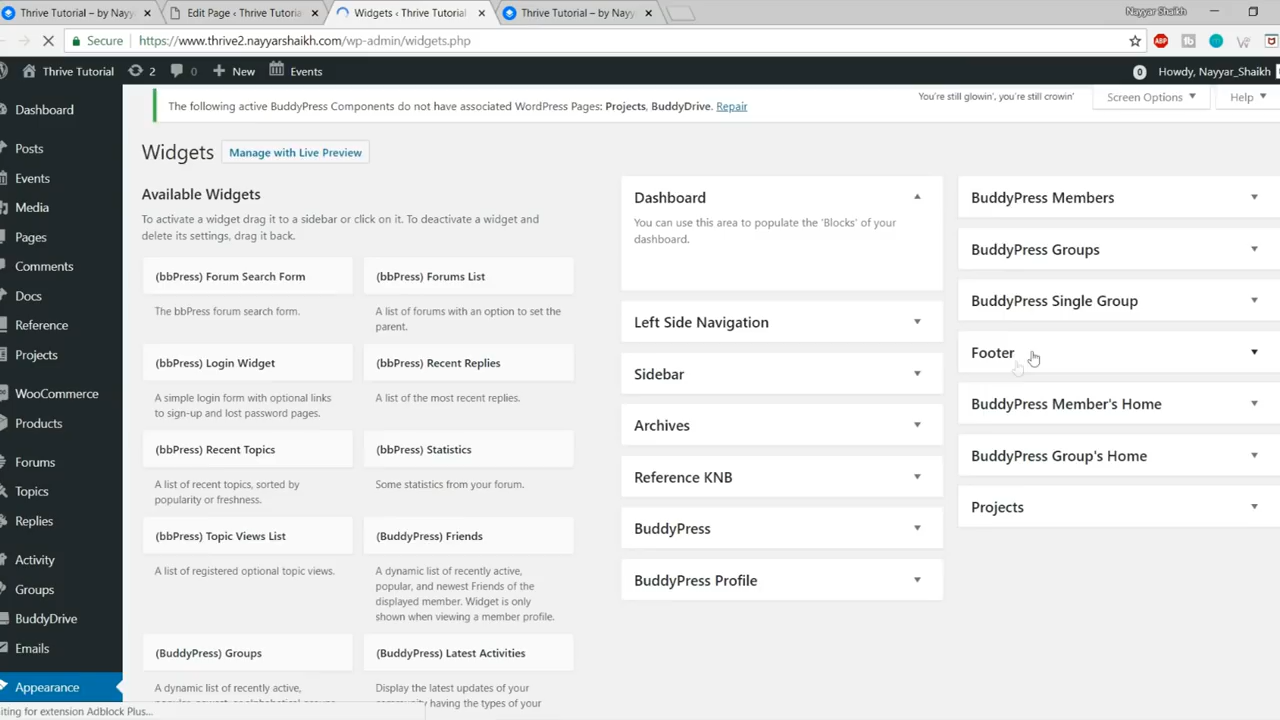 Thrive Tutorial – by Nay
Edit Page ‹ Thrive Tutoria
Widgets ‹ Thrive Tutorial
Thrive Tutorial – by Nay
Nayyar Shaikh
Secure
https://www.thrive2.nayyarshaikh.com/wp-admin/widgets.php
ABP
Thrive Tutorial
2
0
New
Events
0
Howdy, Nayyar_Shaikh
The following active BuddyPress Components do not have associated WordPress Pages: Projects, BuddyDrive. Repair
You're still glowin', you're still crowin'
Screen Options
Help
Dashboard
Posts
Events
Media
Pages
Comments
Docs
Reference
Projects
WooCommerce
Products
Forums
Topics
Replies
Activity
Groups
BuddyDrive
Emails
Appearance
Widgets
Manage with Live Preview
Available Widgets
To activate a widget drag it to a sidebar or click on it. To deactivate a widget and
delete its settings, drag it back.
(bbPress) Forum Search Form
The bbPress forum search form.
(bbPress) Forums List
A list of forums with an option to set the
parent.
(bbPress) Login Widget
A simple login form with optional links
to sign-up and lost password pages.
(bbPress) Recent Replies
A list of the most recent replies.
(bbPress) Recent Topics
A list of recent topics, sorted by
popularity or freshness.
(bbPress) Statistics
Some statistics from your forum.
(bbPress) Topic Views List
A list of registered optional topic views.
(BuddyPress) Friends
A dynamic list of recently active,
popular, and newest Friends of the
displayed member. Widget is only
shown when viewing a member profile.
(BuddyPress) Groups
A dynamic list of recently active,
(BuddyPress) Latest Activities
Display the latest updates of your
community having the types of your
Dashboard
You can use this area to populate the 'Blocks' of your
dashboard.
Left Side Navigation
Sidebar
Archives
Reference KNB
BuddyPress
BuddyPress Profile
BuddyPress Members
BuddyPress Groups
BuddyPress Single Group
Footer
BuddyPress Member's Home
BuddyPress Group's Home
Projects
iting for extension Adblock Plus...